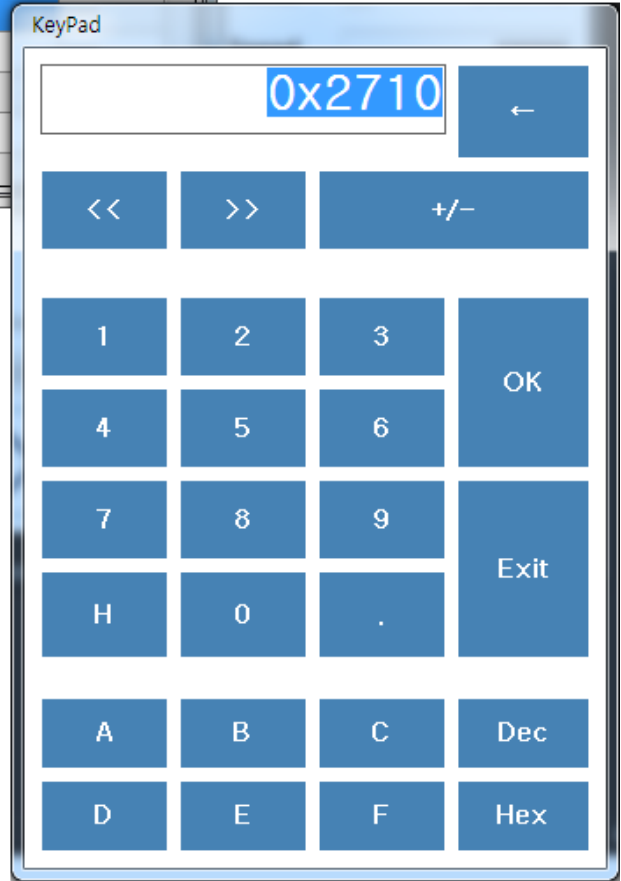 KeyPad
0x2710 ←
<< >> +/-
1 2 3
OK
4 5 6
7 8 9
Exit
H 0 .
A B C Dec
D E F Hex